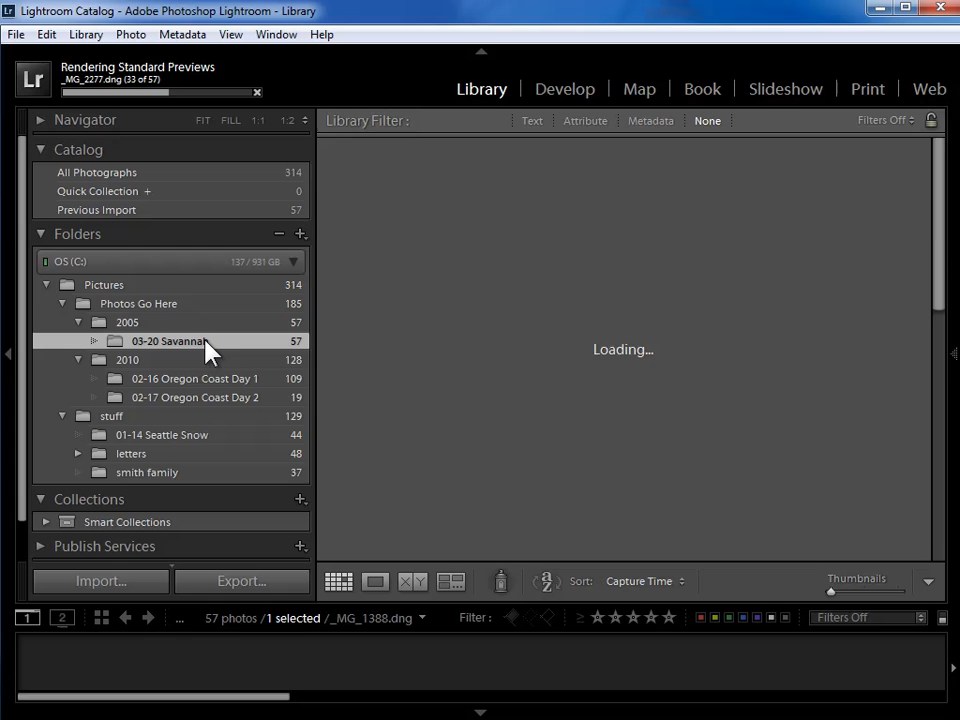 Lightroom Catalog - Adobe Photoshop Lightroom - Library
File Edit Library Photo Metadata View Window Help
Lr
Rendering Standard Previews
_MG_2277.dng (33 of 57)
Library | Develop | Map | Book | Slideshow | Print | Web
Navigator FIT FILL 1:1 1:2
Library Filter: Text Attribute Metadata None Filters Off
Catalog
All Photographs 314
Quick Collection + 0
Previous Import 57
Folders
OS (C:) 137 / 931 GB
Pictures 314
Photos Go Here 185
2005 57
03-20 Savannah 57
2010 128
02-16 Oregon Coast Day 1 109
02-17 Oregon Coast Day 2 19
stuff 129
01-14 Seattle Snow 44
letters 48
smith family 37
Loading...
Collections
Smart Collections
Publish Services
Import... Export... XY Sort: Capture Time Thumbnails
1 2 ... 57 photos / 1 selected / _MG_1388.dng Filter : Filters Off